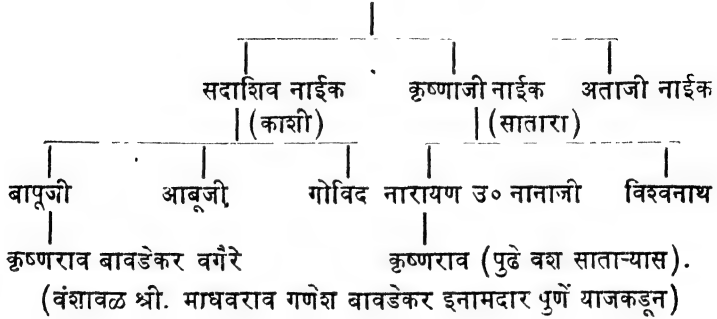 सदाशिव नाईक कृष्णाजी नाईक अताजी नाईक
(काशी) (सातारा)
बापूजी आबूजी, गोविद नारायण उ० नानाजी विश्वनाथ
कृष्णराव बावडेकर वगैरे कृष्णराव (पुढे वश साताऱ्यास).
(वंशावळ श्री. माधवराव गणेश बावडेकर इनामदार पुणें याजकडून)